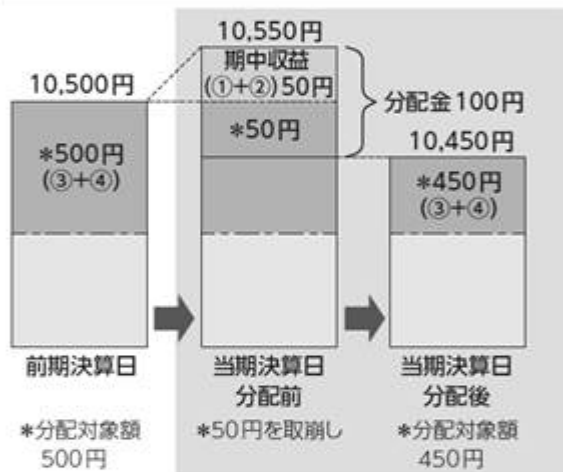 10,500円
*500円
(③+④)
前期決算日
*分配対象額
500円
10,550円
期中収益
(①+②)50円
*50円
分配金100円
当期決算日
分配前
*50円を取崩し
10,450円
*450円
(③+④)
当期決算日
分配後
*分配対象額
450円